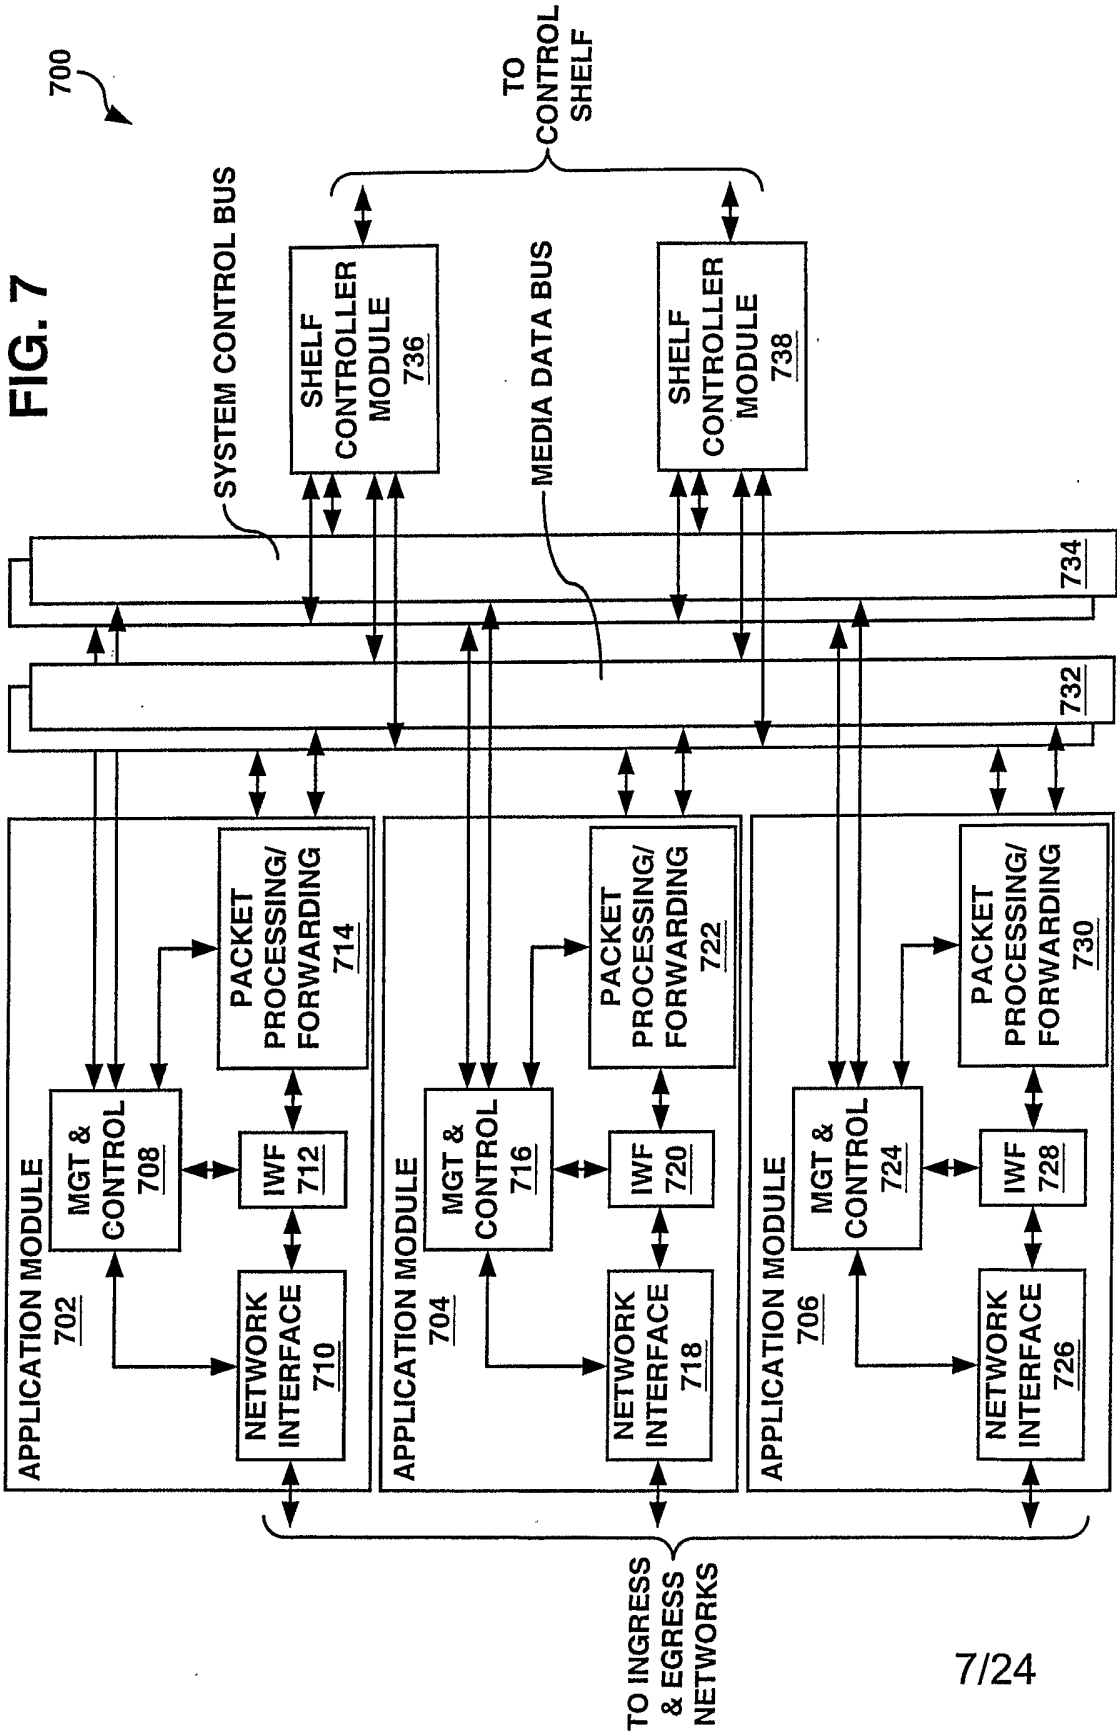 FIG. 7
700
APPLICATION MODULE
702
MGT &
CONTROL
708
NETWORK
INTERFACE
710
IWF
712
PACKET
PROCESSING/
FORWARDING
714
APPLICATION MODULE
704
MGT &
CONTROL
716
NETWORK
INTERFACE
718
IWF
720
PACKET
PROCESSING/
FORWARDING
722
APPLICATION MODULE
706
MGT &
CONTROL
724
NETWORK
INTERFACE
726
IWF
728
PACKET
PROCESSING/
FORWARDING
730
TO INGRESS
& EGRESS
NETWORKS
732
734
SYSTEM CONTROL BUS
MEDIA DATA BUS
SHELF
CONTROLLER
MODULE
736
SHELF
CONTROLLER
MODULE
738
TO
CONTROL
SHELF
7/24